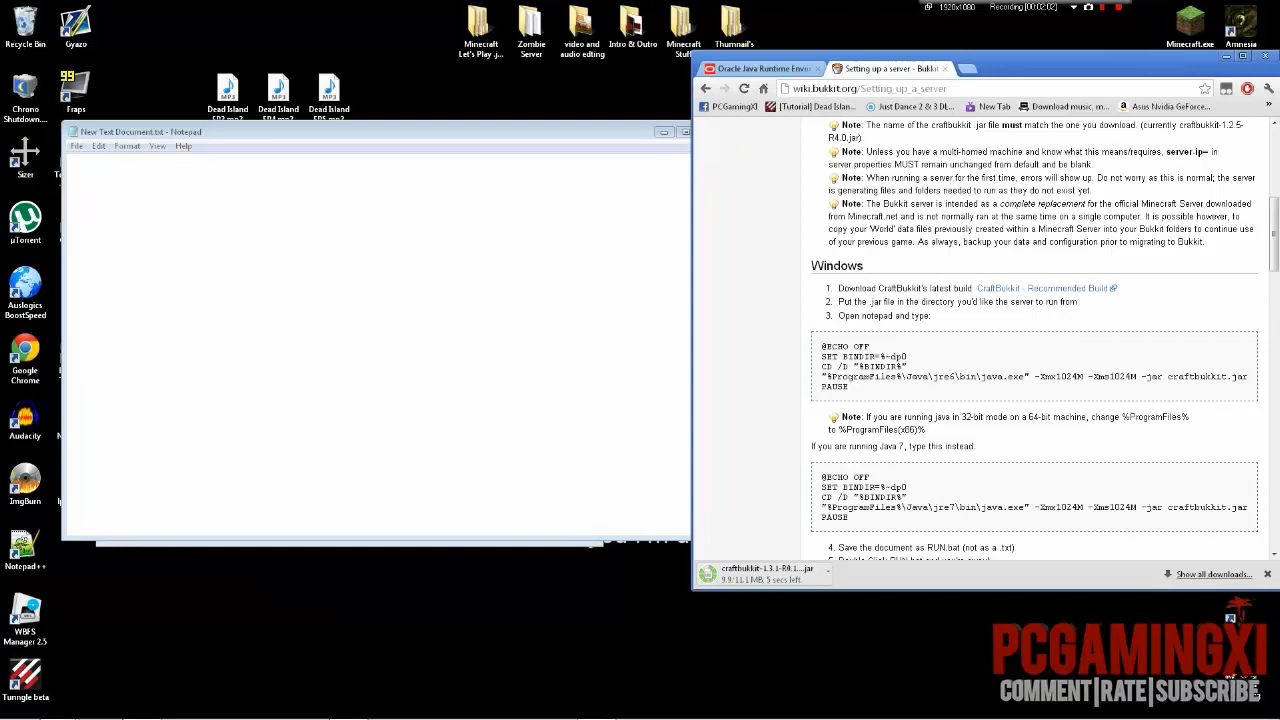 1920x1080 Recording [00:02:02]
Recycle Bin
Gyazo
Minecraft Let's Play .j...
Zombie Server
video and audio edting
Intro & Outro
Minecraft Stuff
Thumbnail's
Minecraft.exe
Amnesia
99
Chrono Shutdown...
Fraps
MP3
MP3
MP3
Dead Island
Dead Island
Dead Island
Sizer
µTorrent
Auslogics BoostSpeed
Google Chrome
Audacity
ImgBurn
Notepad++
WBFS Manager 2.5
Tunngle beta
New Text Document.txt - Notepad
File Edit Format View Help
Oracle Java Runtime Envir
Setting up a server - Bukkit
wiki.bukkit.org/Setting_up_a_server
PCGamingXI
[Tutorial] Dead Islan...
Just Dance 2 & 3 DL...
New Tab
Download music, m...
Asus Nvidia GeForce...
Note: The name of the craftbukkit .jar file must match the one you download. (currently craftbukkit-1.2.5-
R4.0.jar)
Note: Unless you have a multi-homed machine and know what this means/requires, server-ip= in
server.properties MUST remain unchanged from default and be blank.
Note: When running a server for the first time, errors will show up. Do not worry as this is normal; the server
is generating files and folders needed to run as they do not exist yet.
Note: The Bukkit server is intended as a complete replacement for the official Minecraft Server downloaded
from Minecraft.net and is not normally ran at the same time on a single computer. It is possible however, to
copy your 'World' data files previously created within a Minecraft Server into your Bukkit folders to continue use
of your previous game. As always, backup your data and configuration prior to migrating to Bukkit.
Windows
1. Download CraftBukkit's latest build. CraftBukkit - Recommended Build
2. Put the .jar file in the directory you'd like the server to run from
3. Open notepad and type:
@ECHO OFF
SET BINDIR=%~dp0
CD /D "%BINDIR%"
"%ProgramFiles%\Java\jre6\bin\java.exe" -Xmx1024M -Xms1024M -jar craftbukkit.jar
PAUSE
Note: If you are running java in 32-bit mode on a 64-bit machine, change %ProgramFiles%
to %ProgramFiles(x86)%
If you are running Java 7, type this instead:
@ECHO OFF
SET BINDIR=%~dp0
CD /D "%BINDIR%"
"%ProgramFiles%\Java\jre7\bin\java.exe" -Xmx1024M -Xms1024M -jar craftbukkit.jar
PAUSE
4. Save the document as RUN.bat (not as a .txt)
craftbukkit-1.3.1-R0.1....jar
9.9/11.1 MB, 5 secs left
Show all downloads...
PCGAMINGXI
COMMENT|RATE|SUBSCRIBE